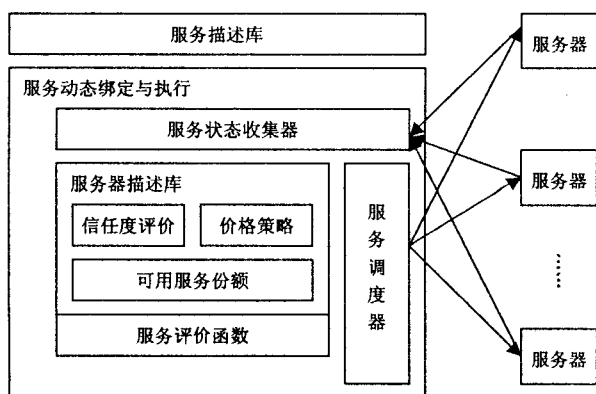 服务描述库
服务器
服务动态绑定与执行
服务状态收集器
服务器描述库
信任度评价
价格策略
可用服务份额
服务评价函数
服务调度器
服务器
……
服务器